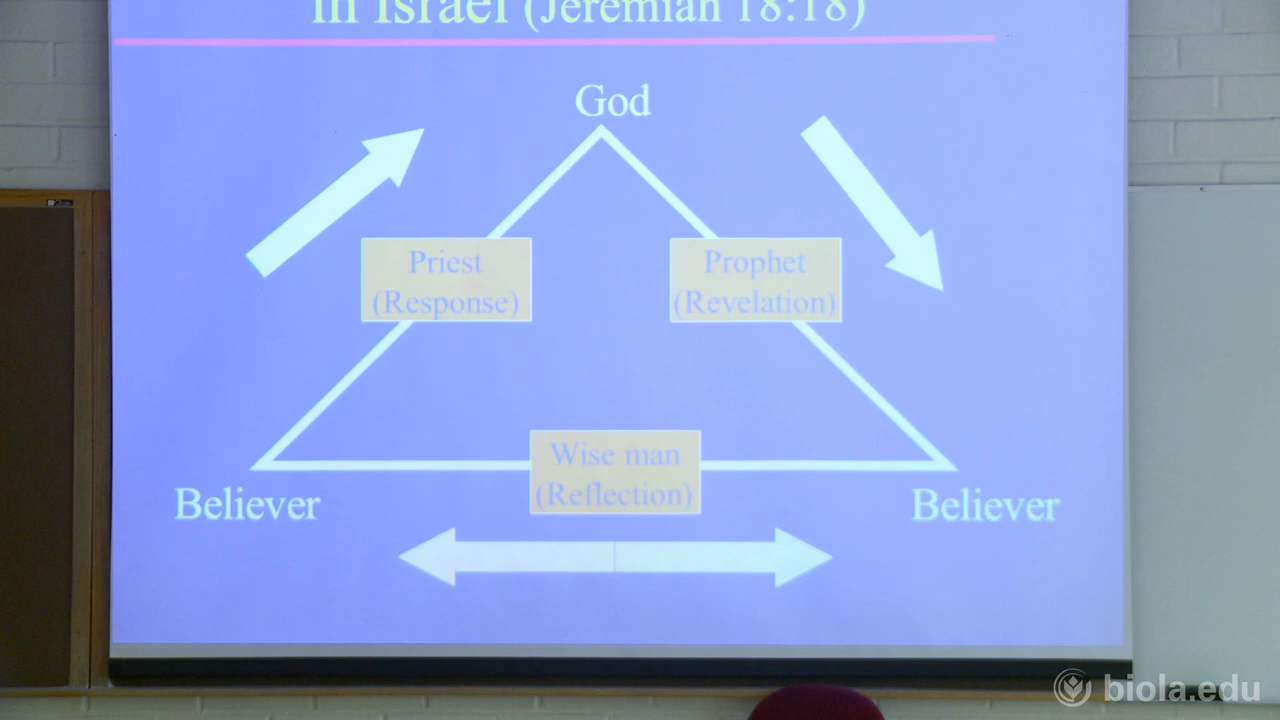 in Israel (Jeremiah 18:18)
God
Priest
(Response)
Prophet
(Revelation)
Wise man
(Reflection)
Believer
Believer
biola.edu